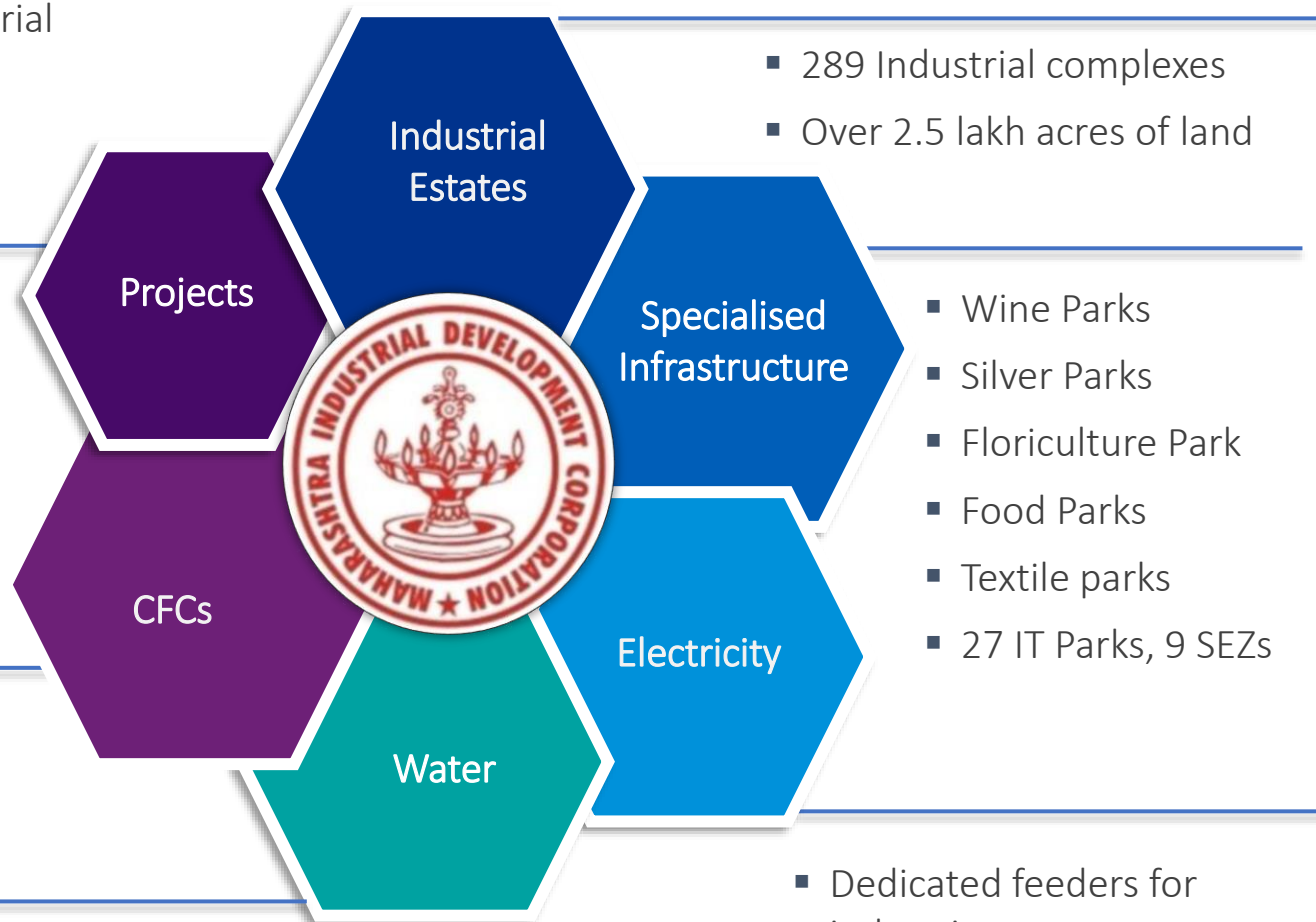 rial
289 Industrial complexes
Over 2.5 lakh acres of land
Industrial
Estates
Projects
Specialised
Infrastructure
Wine Parks
Silver Parks
Floriculture Park
Food Parks
Textile parks
27 IT Parks, 9 SEZs
MAHARASHTRA INDUSTRIAL DEVELOPMENT CORPORATION
CFCs
Electricity
Water
Dedicated feeders for